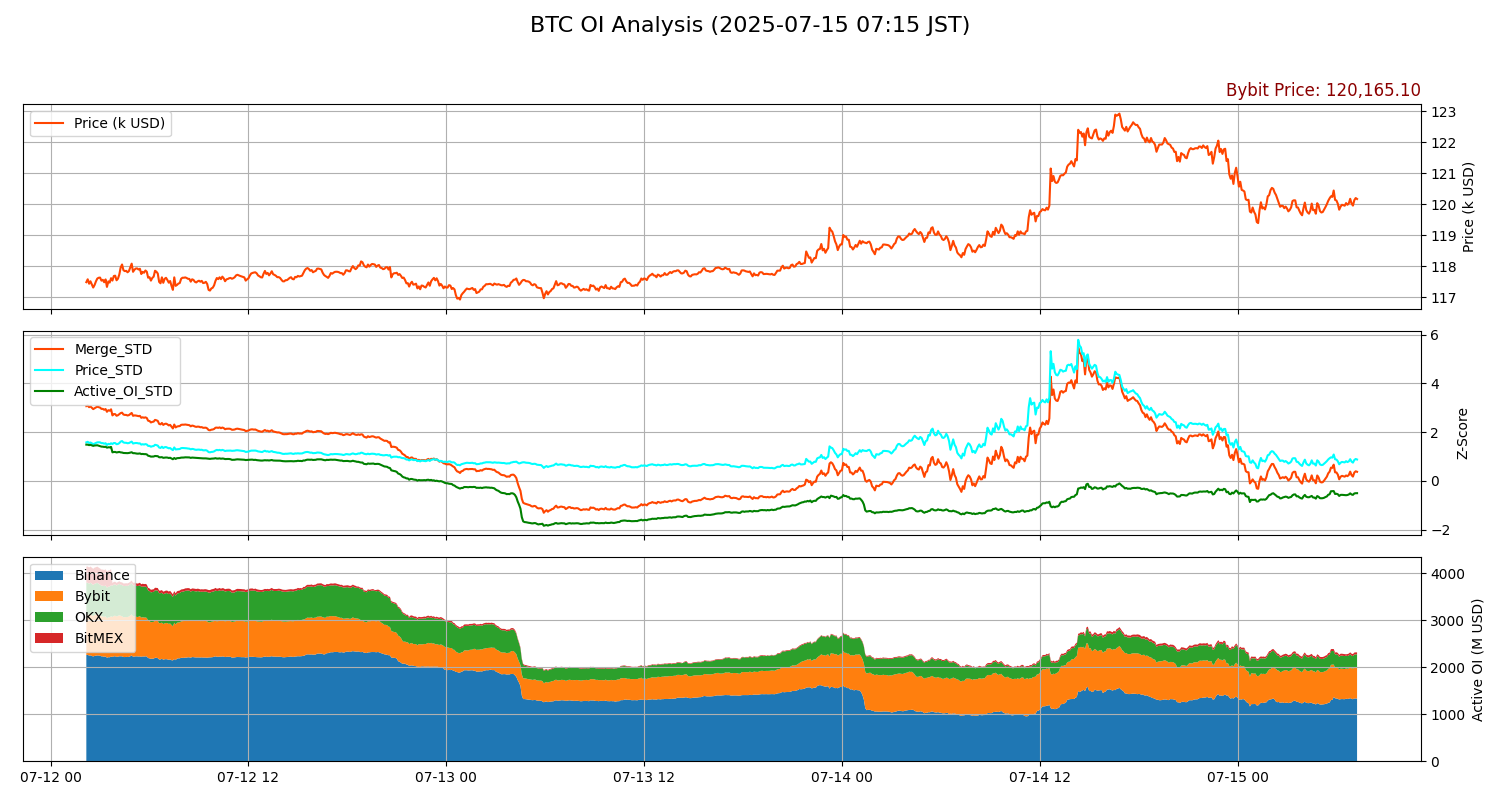 BTC OI Analysis (2025-07-15 07:15 JST)
Bybit Price: 120,165.10
Price (k USD)
123
122
121
120
119
118
117
Price (k USD)
Merge_STD
Price_STD
Active_OI_STD
6
4
2
0
−2
Z-Score
Binance
Bybit
OKX
BitMEX
4000
3000
2000
1000
0
Active OI (M USD)
07-12 00
07-12 12
07-13 00
07-13 12
07-14 00
07-14 12
07-15 00